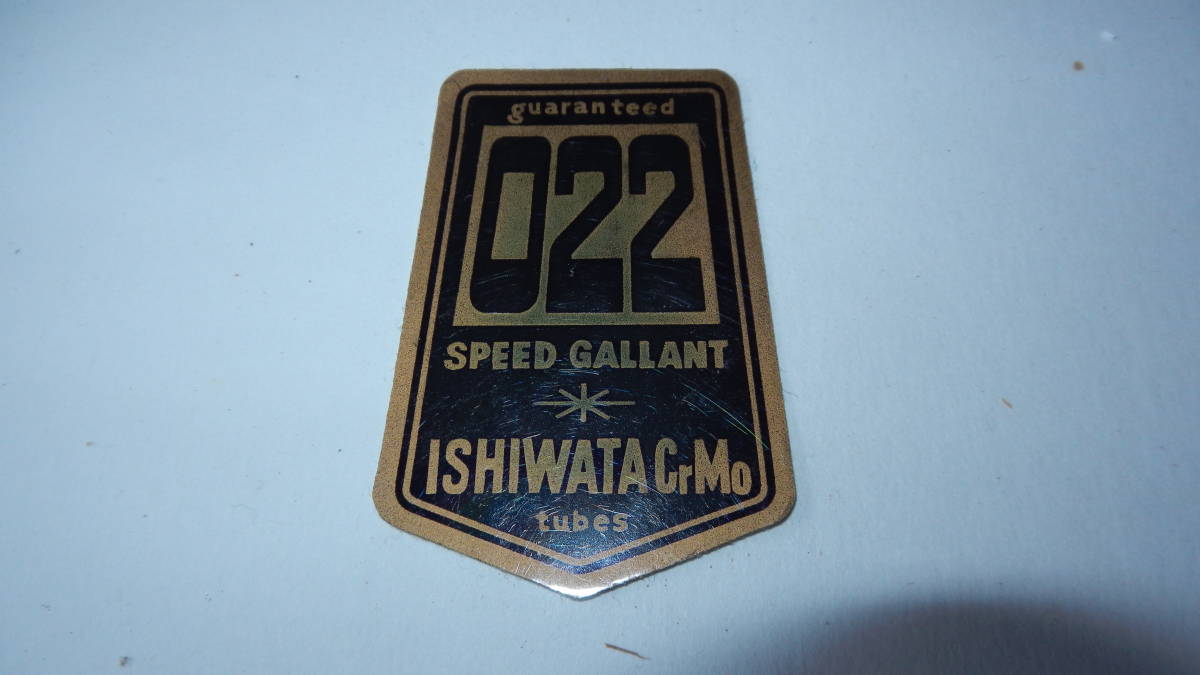 guaranteed
022
SPEED GALLANT
ISHIWATA CrMo
tubes